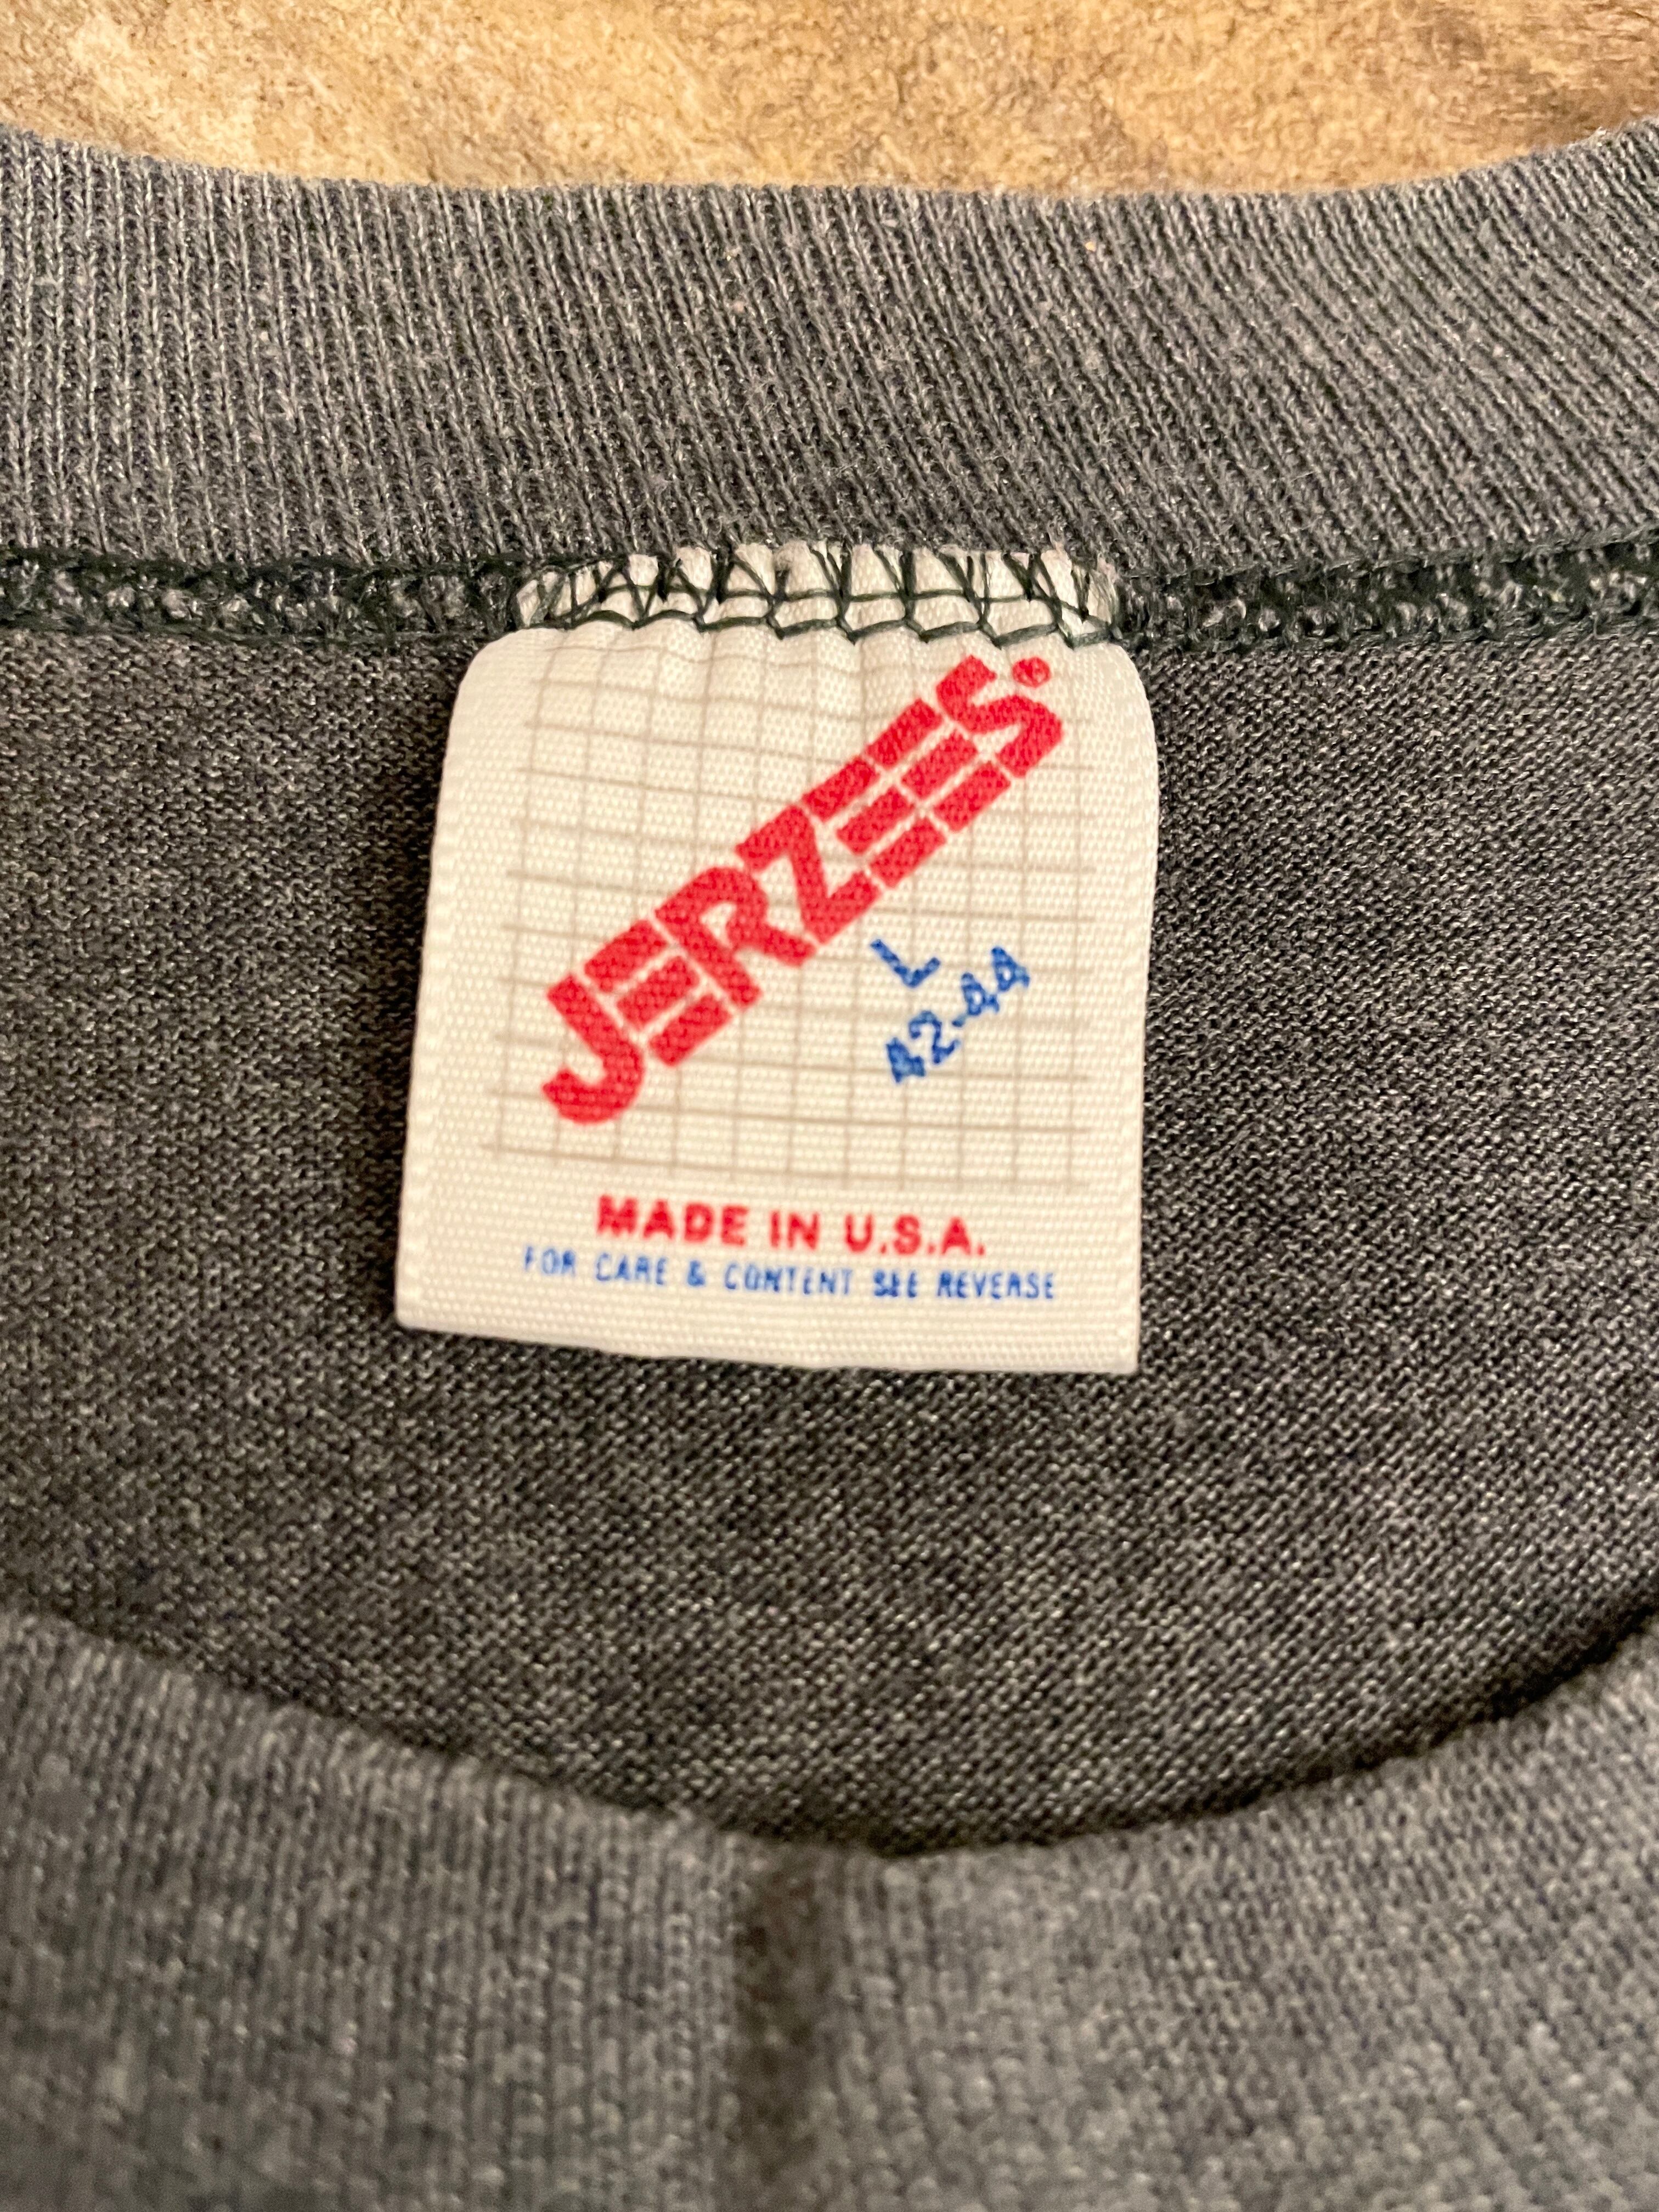 JERZEES
L
42-44
MADE IN U.S.A.
FOR CARE & CONTENT SEE REVERSE